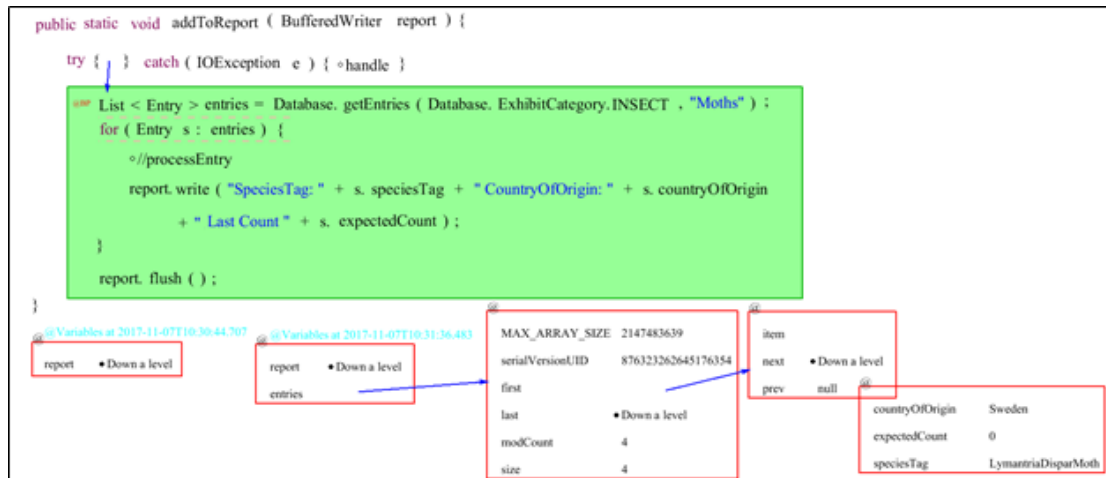 public static void addToReport ( BufferedWriter report ) {
try { } catch ( IOException e ) { ∘handle }
List < Entry > entries = Database. getEntries ( Database. ExhibitCategory. INSECT , "Moths" ) ;
for ( Entry s : entries ) {
∘//processEntry
report. write ( "SpeciesTag: " + s. speciesTag + " CountryOfOrigin: " + s. countryOfOrigin
+ " Last Count " + s. expectedCount ) ;
}
report. flush ( ) ;
}
@
@Variables at 2017-11-07T10:30:44.707
report •Down a level
@
@Variables at 2017-11-07T10:31:36.483
report •Down a level
entries
@
MAX_ARRAY_SIZE 2147483639
serialVersionUID 876323262645176354
first
last •Down a level
modCount 4
size 4
@
item
next •Down a level
prev null
@
countryOfOrigin Sweden
expectedCount 0
speciesTag LymantriaDisparMoth